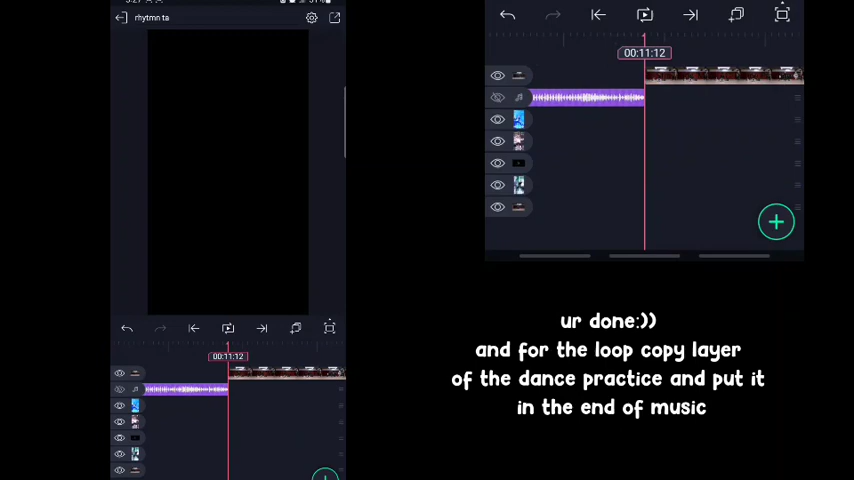 rhytmn ta
00:11:12
00:11:12
ur done:))
and for the loop copy layer
of the dance practice and put it
in the end of music